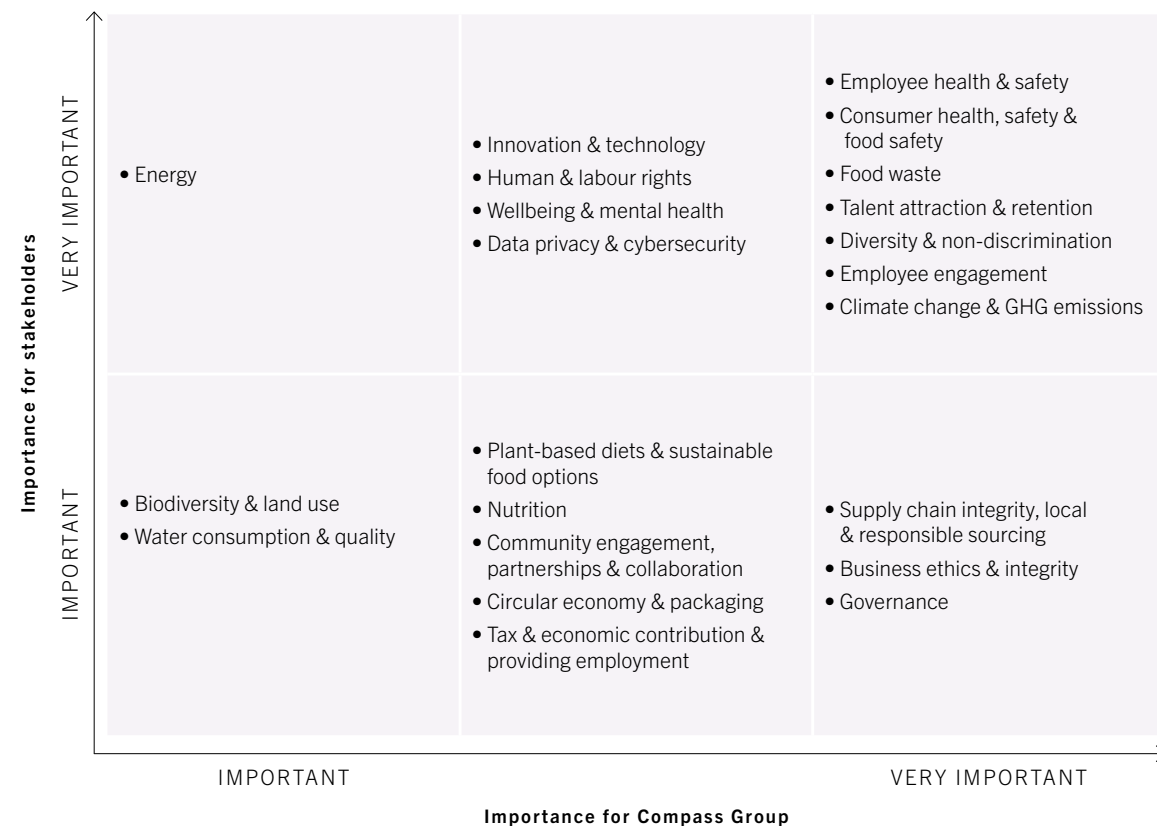 Importance for stakeholders
VERY IMPORTANT
• Energy
• Innovation & technology
• Human & labour rights
• Wellbeing & mental health
• Data privacy & cybersecurity
• Employee health & safety
• Consumer health, safety &
food safety
• Food waste
• Talent attraction & retention
• Diversity & non-discrimination
• Employee engagement
• Climate change & GHG emissions
IMPORTANT
• Biodiversity & land use
• Water consumption & quality
• Plant-based diets & sustainable
food options
• Nutrition
• Community engagement,
partnerships & collaboration
• Circular economy & packaging
• Tax & economic contribution &
providing employment
• Supply chain integrity, local
& responsible sourcing
• Business ethics & integrity
• Governance
IMPORTANT
VERY IMPORTANT
Importance for Compass Group